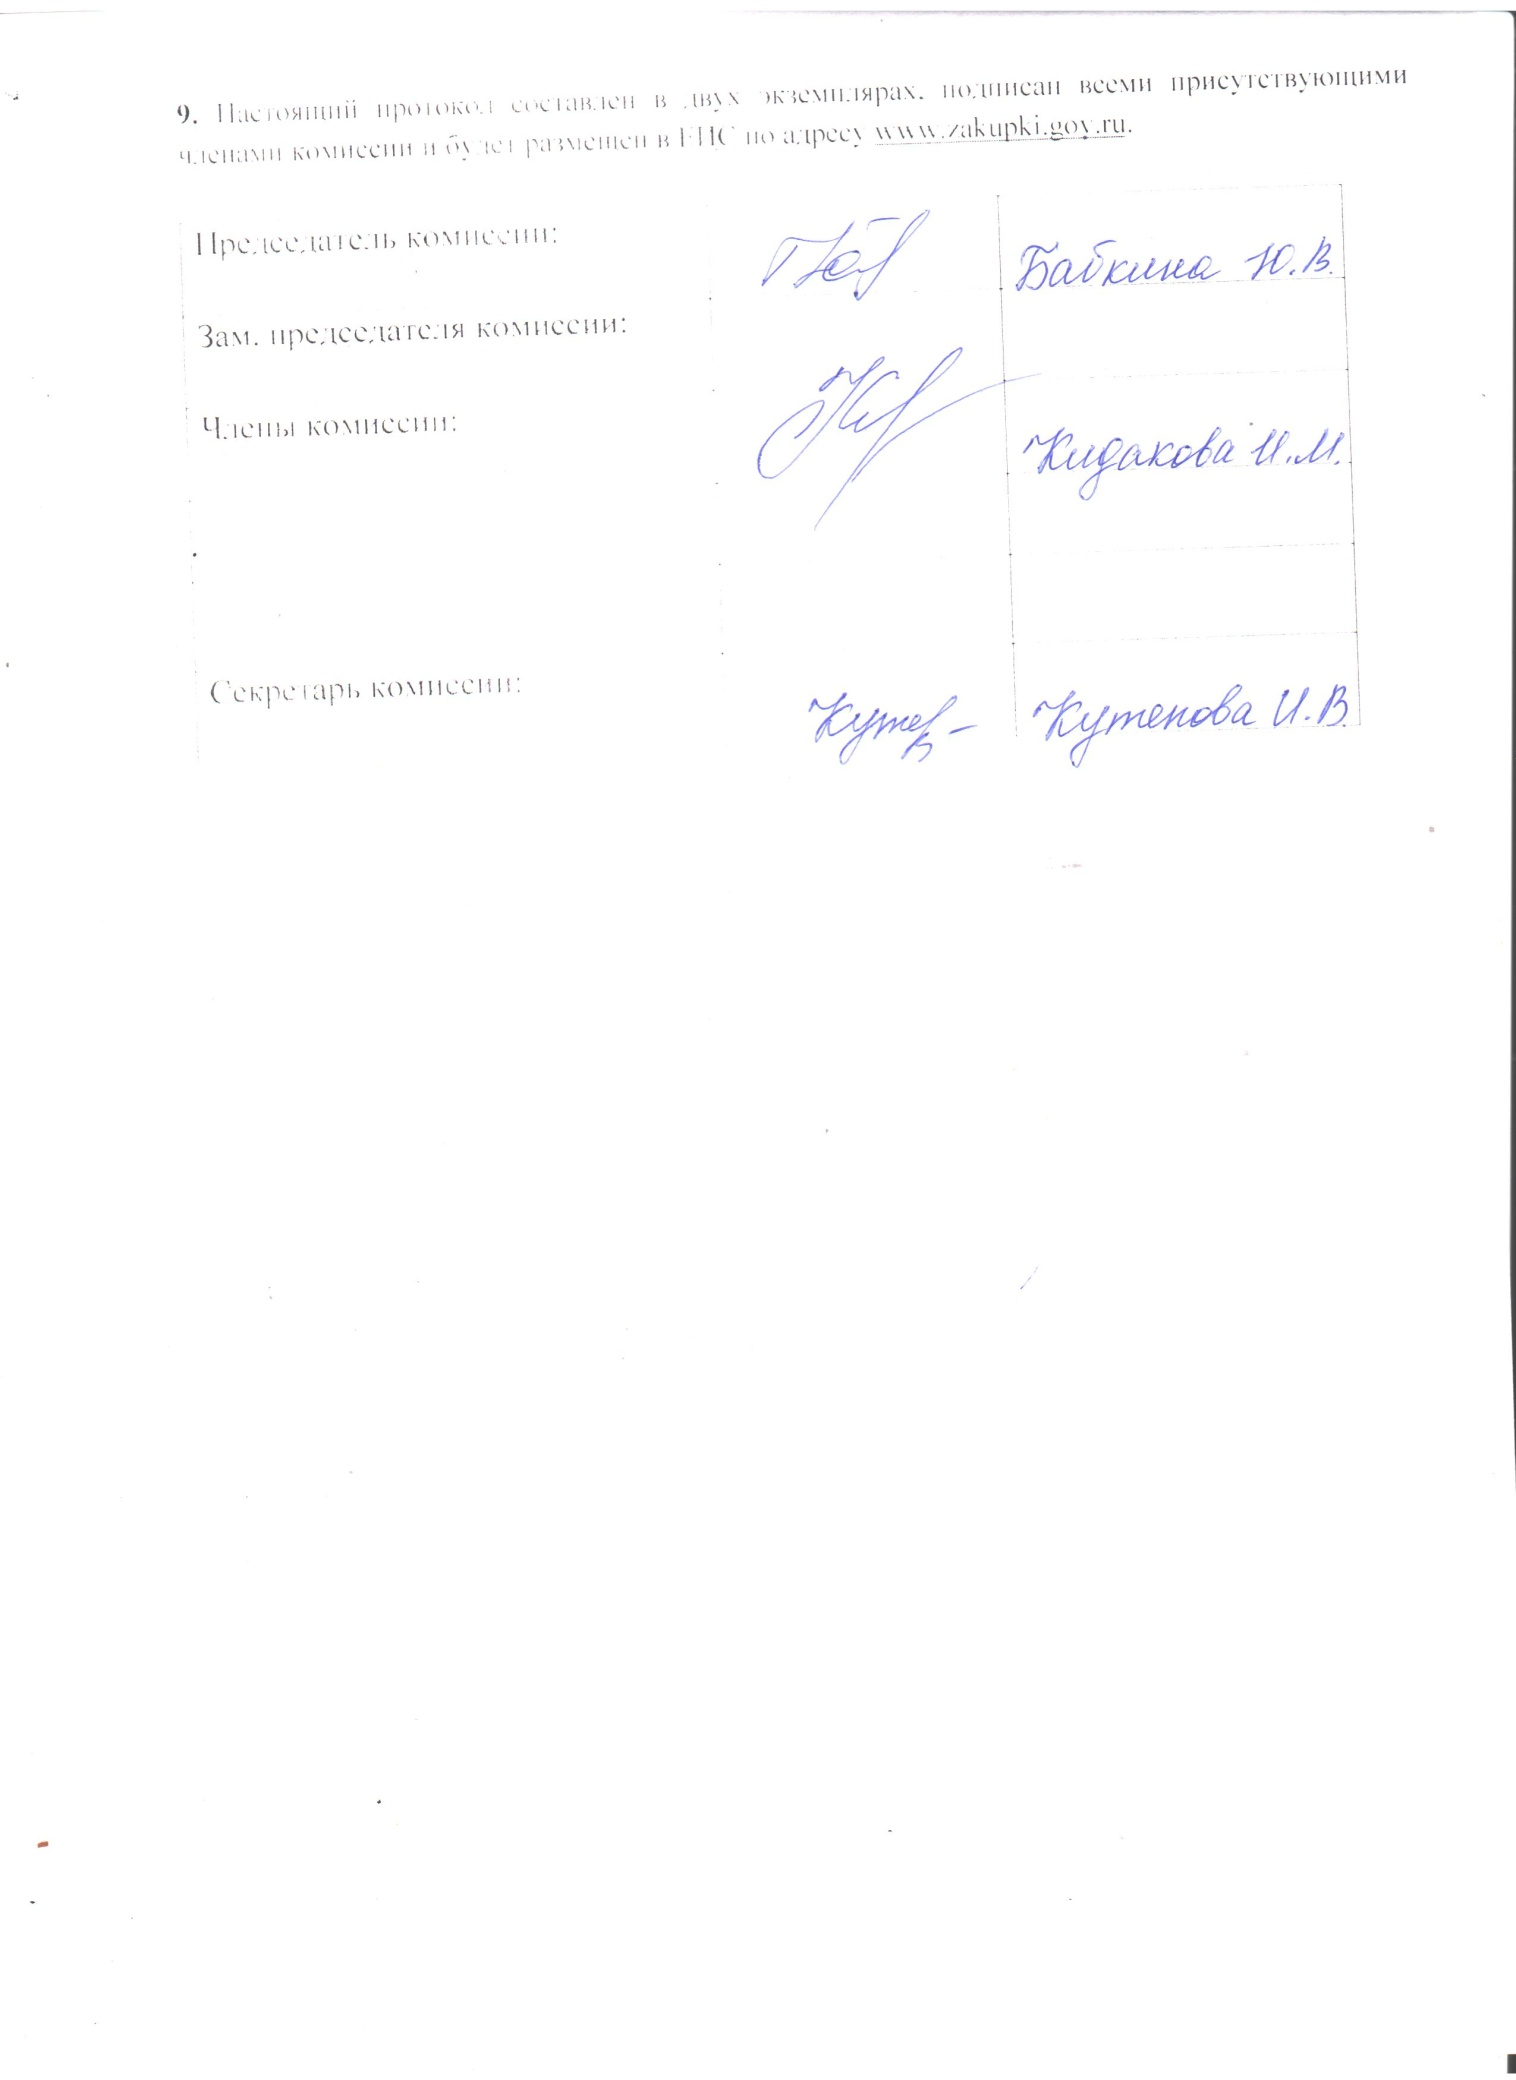 9. Настоящий протокол составлен в двух экземплярах, подписан всеми присутствующими
членами комиссии и будет размещен в ЕИС по адресу www.zakupki.gov.ru.
Председатель комиссии: Бабкина Ю.В.
Зам. председателя комиссии:
Члены комиссии: Кидакова И.М.
Секретарь комиссии: Кутепова И.В.